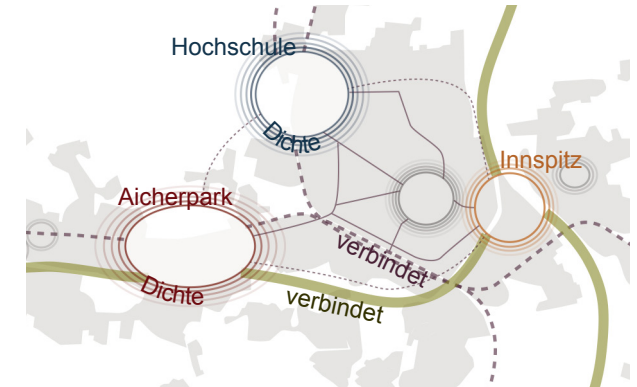 Hochschule
Dichte
Innspitz
Aicherpark
verbindet
Dichte
verbindet